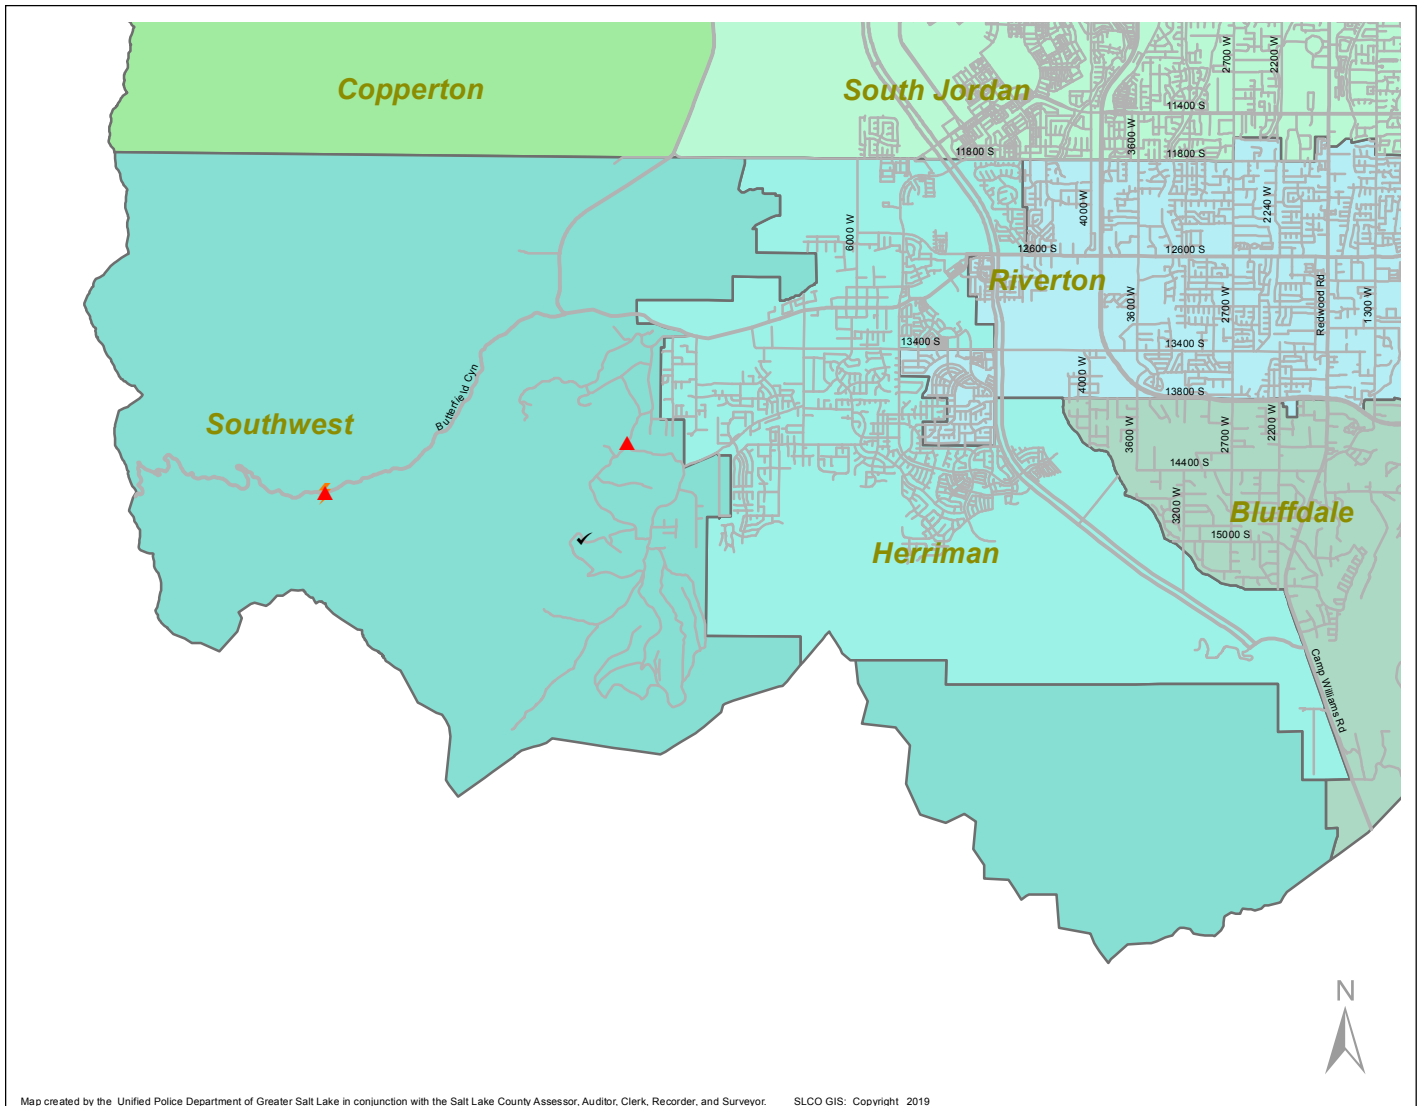 Copperton
South Jordan
2700 W
2200 W
11400 S
3600 W
11800 S
11800 S
4000 W
2240 W
6000 W
12600 S
12600 S
Riverton
3600 W
2700 W
Redwood Rd
1300 W
13400 S
13400 S
Butterfield Cyn
4000 W
13800 S
Southwest
3600 W
2700 W
2200 W
14400 S
3200 W
Bluffdale
15000 S
Herriman
Camp Williams Rd
N
Map created by the Unified Police Department of Greater Salt Lake in conjunction with the Salt Lake County Assessor, Auditor, Clerk, Recorder, and Surveyor. SLCO GIS: Copyright 2019